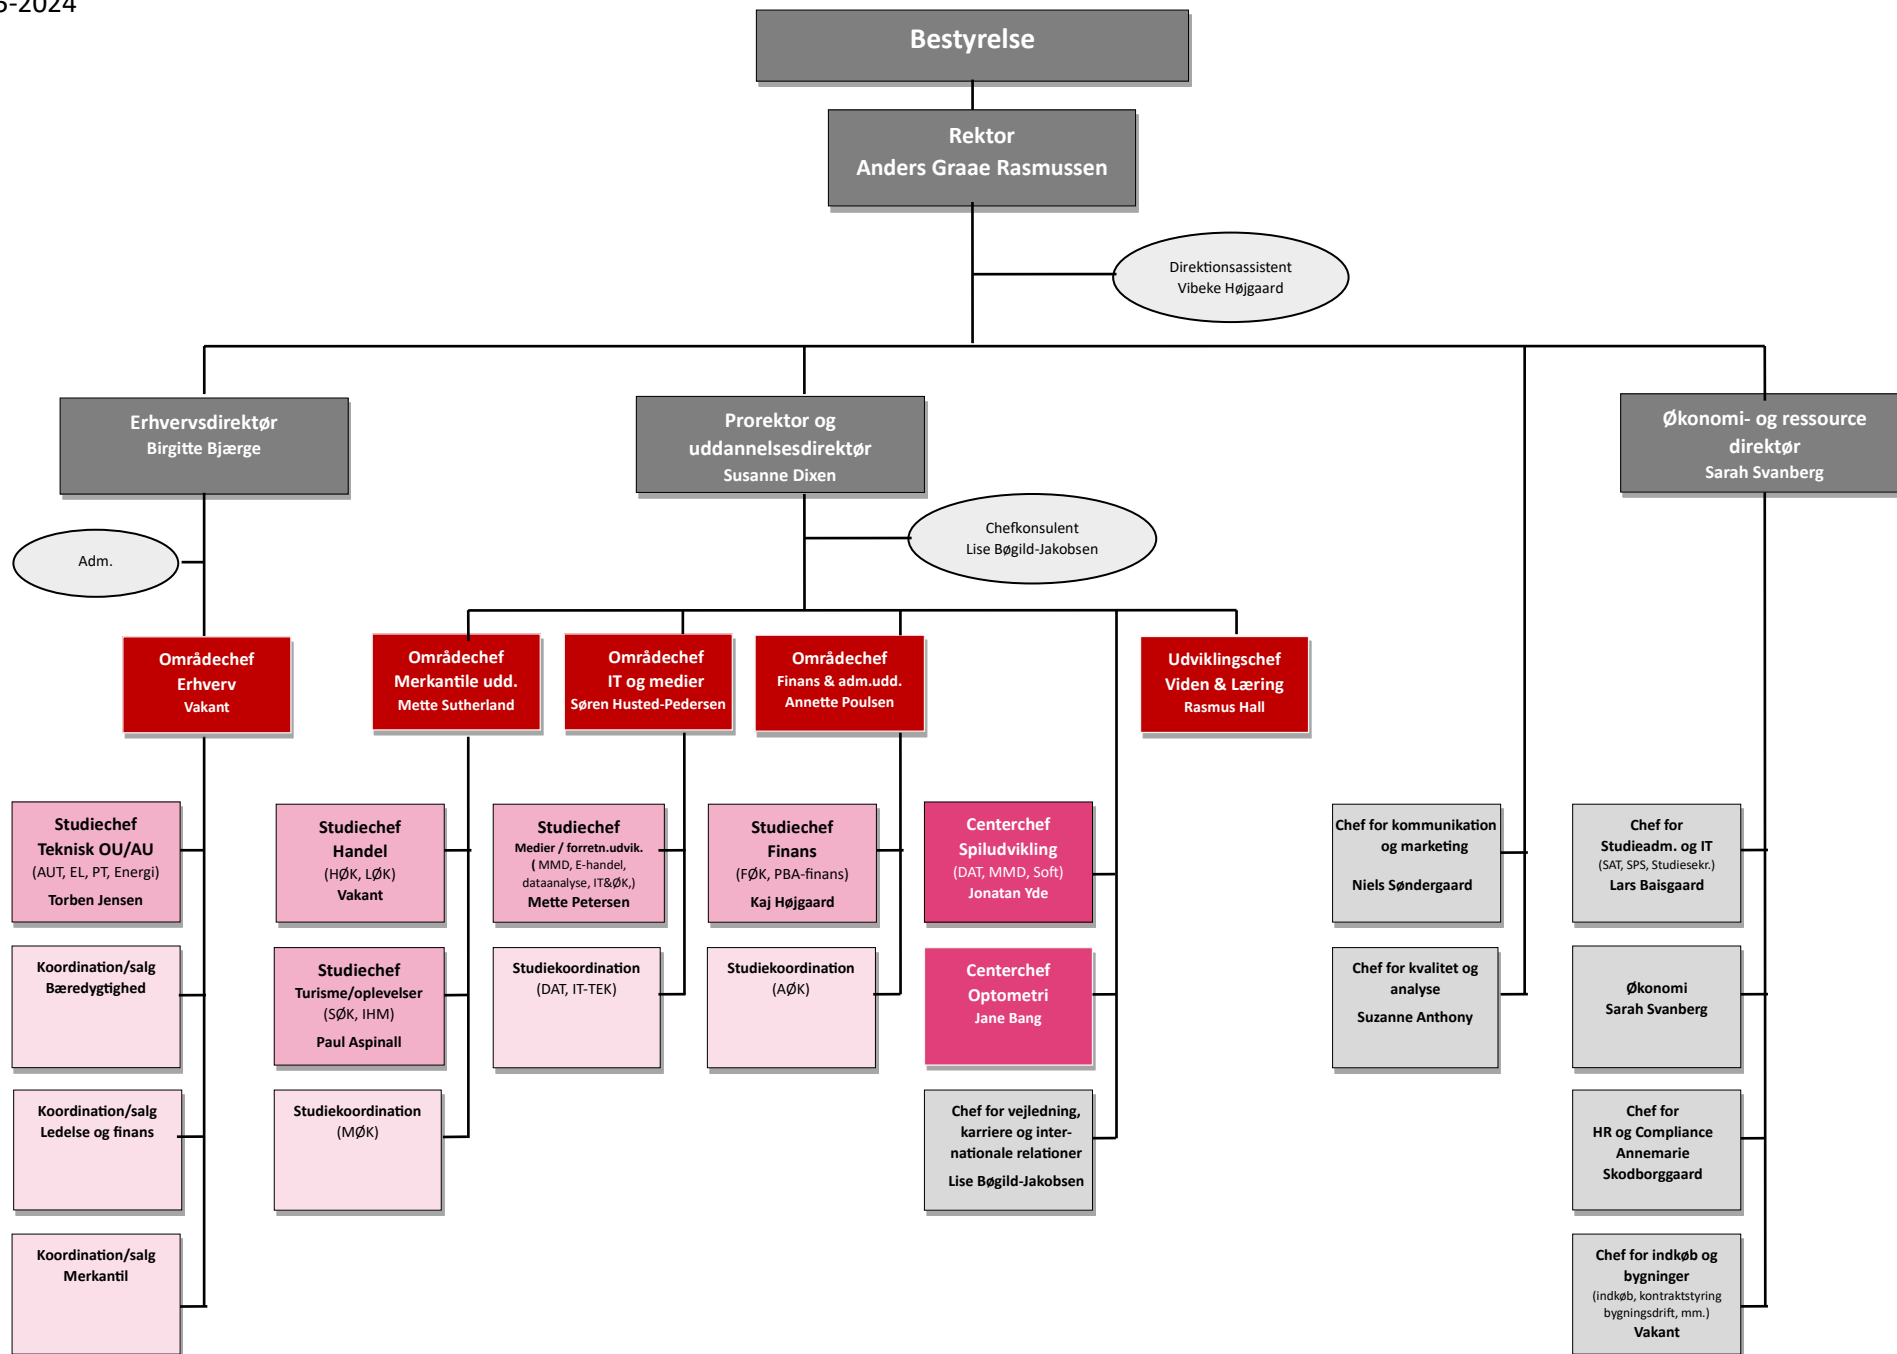 5-2024
Bestyrelse
Rektor
Anders Graae Rasmussen
Direktionsassistent
Vibeke Højgaard
Erhvervsdirektør
Birgitte Bjærge
Prorektor og
uddannelsesdirektør
Susanne Dixen
Økonomi- og ressource
direktør
Sarah Svanberg
Adm.
Chefkonsulent
Lise Bøgild-Jakobsen
Områdechef
Erhverv
Vakant
Områdechef
Merkantile udd.
Mette Sutherland
Områdechef
IT og medier
Søren Husted-Pedersen
Områdechef
Finans & adm.udd.
Annette Poulsen
Udviklingschef
Viden & Læring
Rasmus Hall
Studiechef
Teknisk OU/AU
(AUT, EL, PT, Energi)
Torben Jensen
Studiechef
Handel
(HØK, LØK)
Vakant
Studiechef
Medier / forretn.udvik.
( MMD, E-handel,
dataanalyse, IT&ØK,)
Mette Petersen
Studiechef
Finans
(FØK, PBA-finans)
Kaj Højgaard
Centerchef
Spiludvikling
(DAT, MMD, Soft)
Jonatan Yde
Chef for kommunikation
og marketing
Niels Søndergaard
Chef for
Studieadm. og IT
(SAT, SPS, Studiesekr.)
Lars Baisgaard
Koordination/salg
Bæredygtighed
Studiechef
Turisme/oplevelser
(SØK, IHM)
Paul Aspinall
Studiekoordination
(DAT, IT-TEK)
Studiekoordination
(AØK)
Centerchef
Optometri
Jane Bang
Chef for kvalitet og
analyse
Suzanne Anthony
Økonomi
Sarah Svanberg
Koordination/salg
Ledelse og finans
Studiekoordination
(MØK)
Chef for vejledning,
karriere og inter-
nationale relationer
Lise Bøgild-Jakobsen
Chef for
HR og Compliance
Annemarie
Skodborggaard
Koordination/salg
Merkantil
Chef for indkøb og
bygninger
(indkøb, kontraktstyring
bygningsdrift, mm.)
Vakant